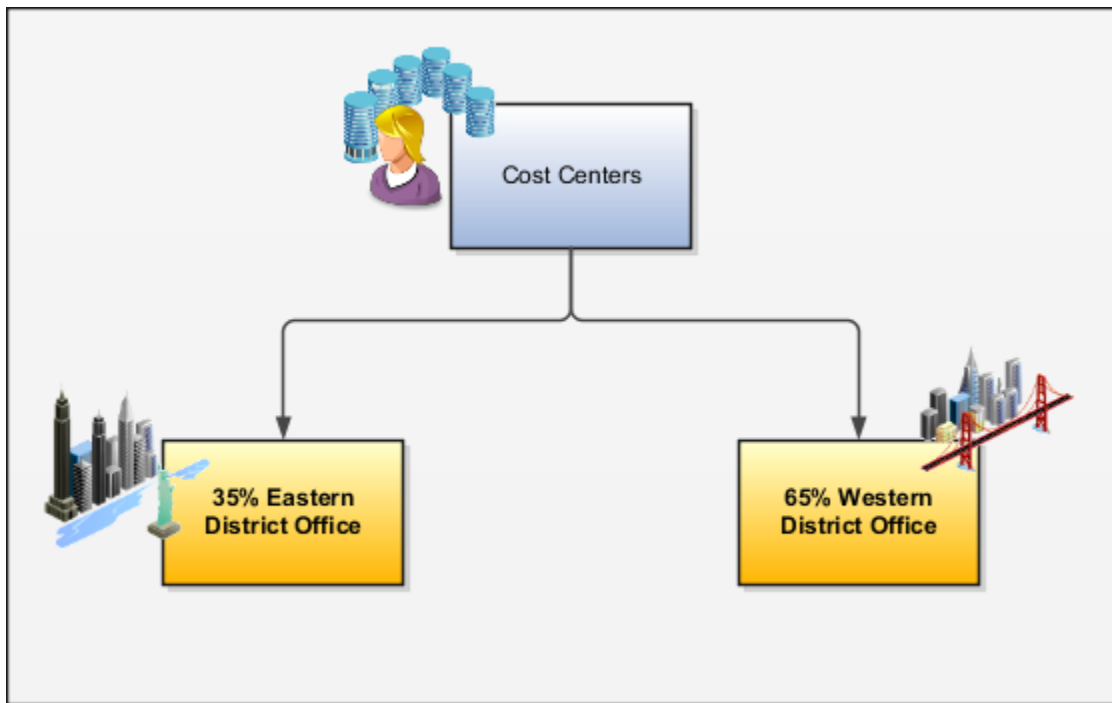 Cost Centers
35% Eastern
District Office
65% Western
District Office